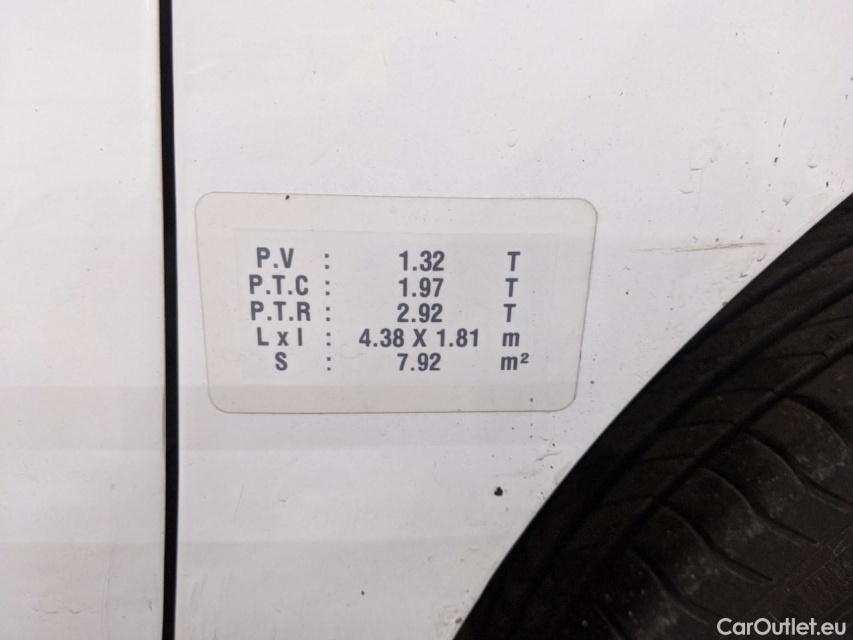 P.V : 1.32 T
P.T.C : 1.97 T
P.T.R : 2.92 T
L x l : 4.38 X 1.81 m
S : 7.92 m²
CarOutlet.eu